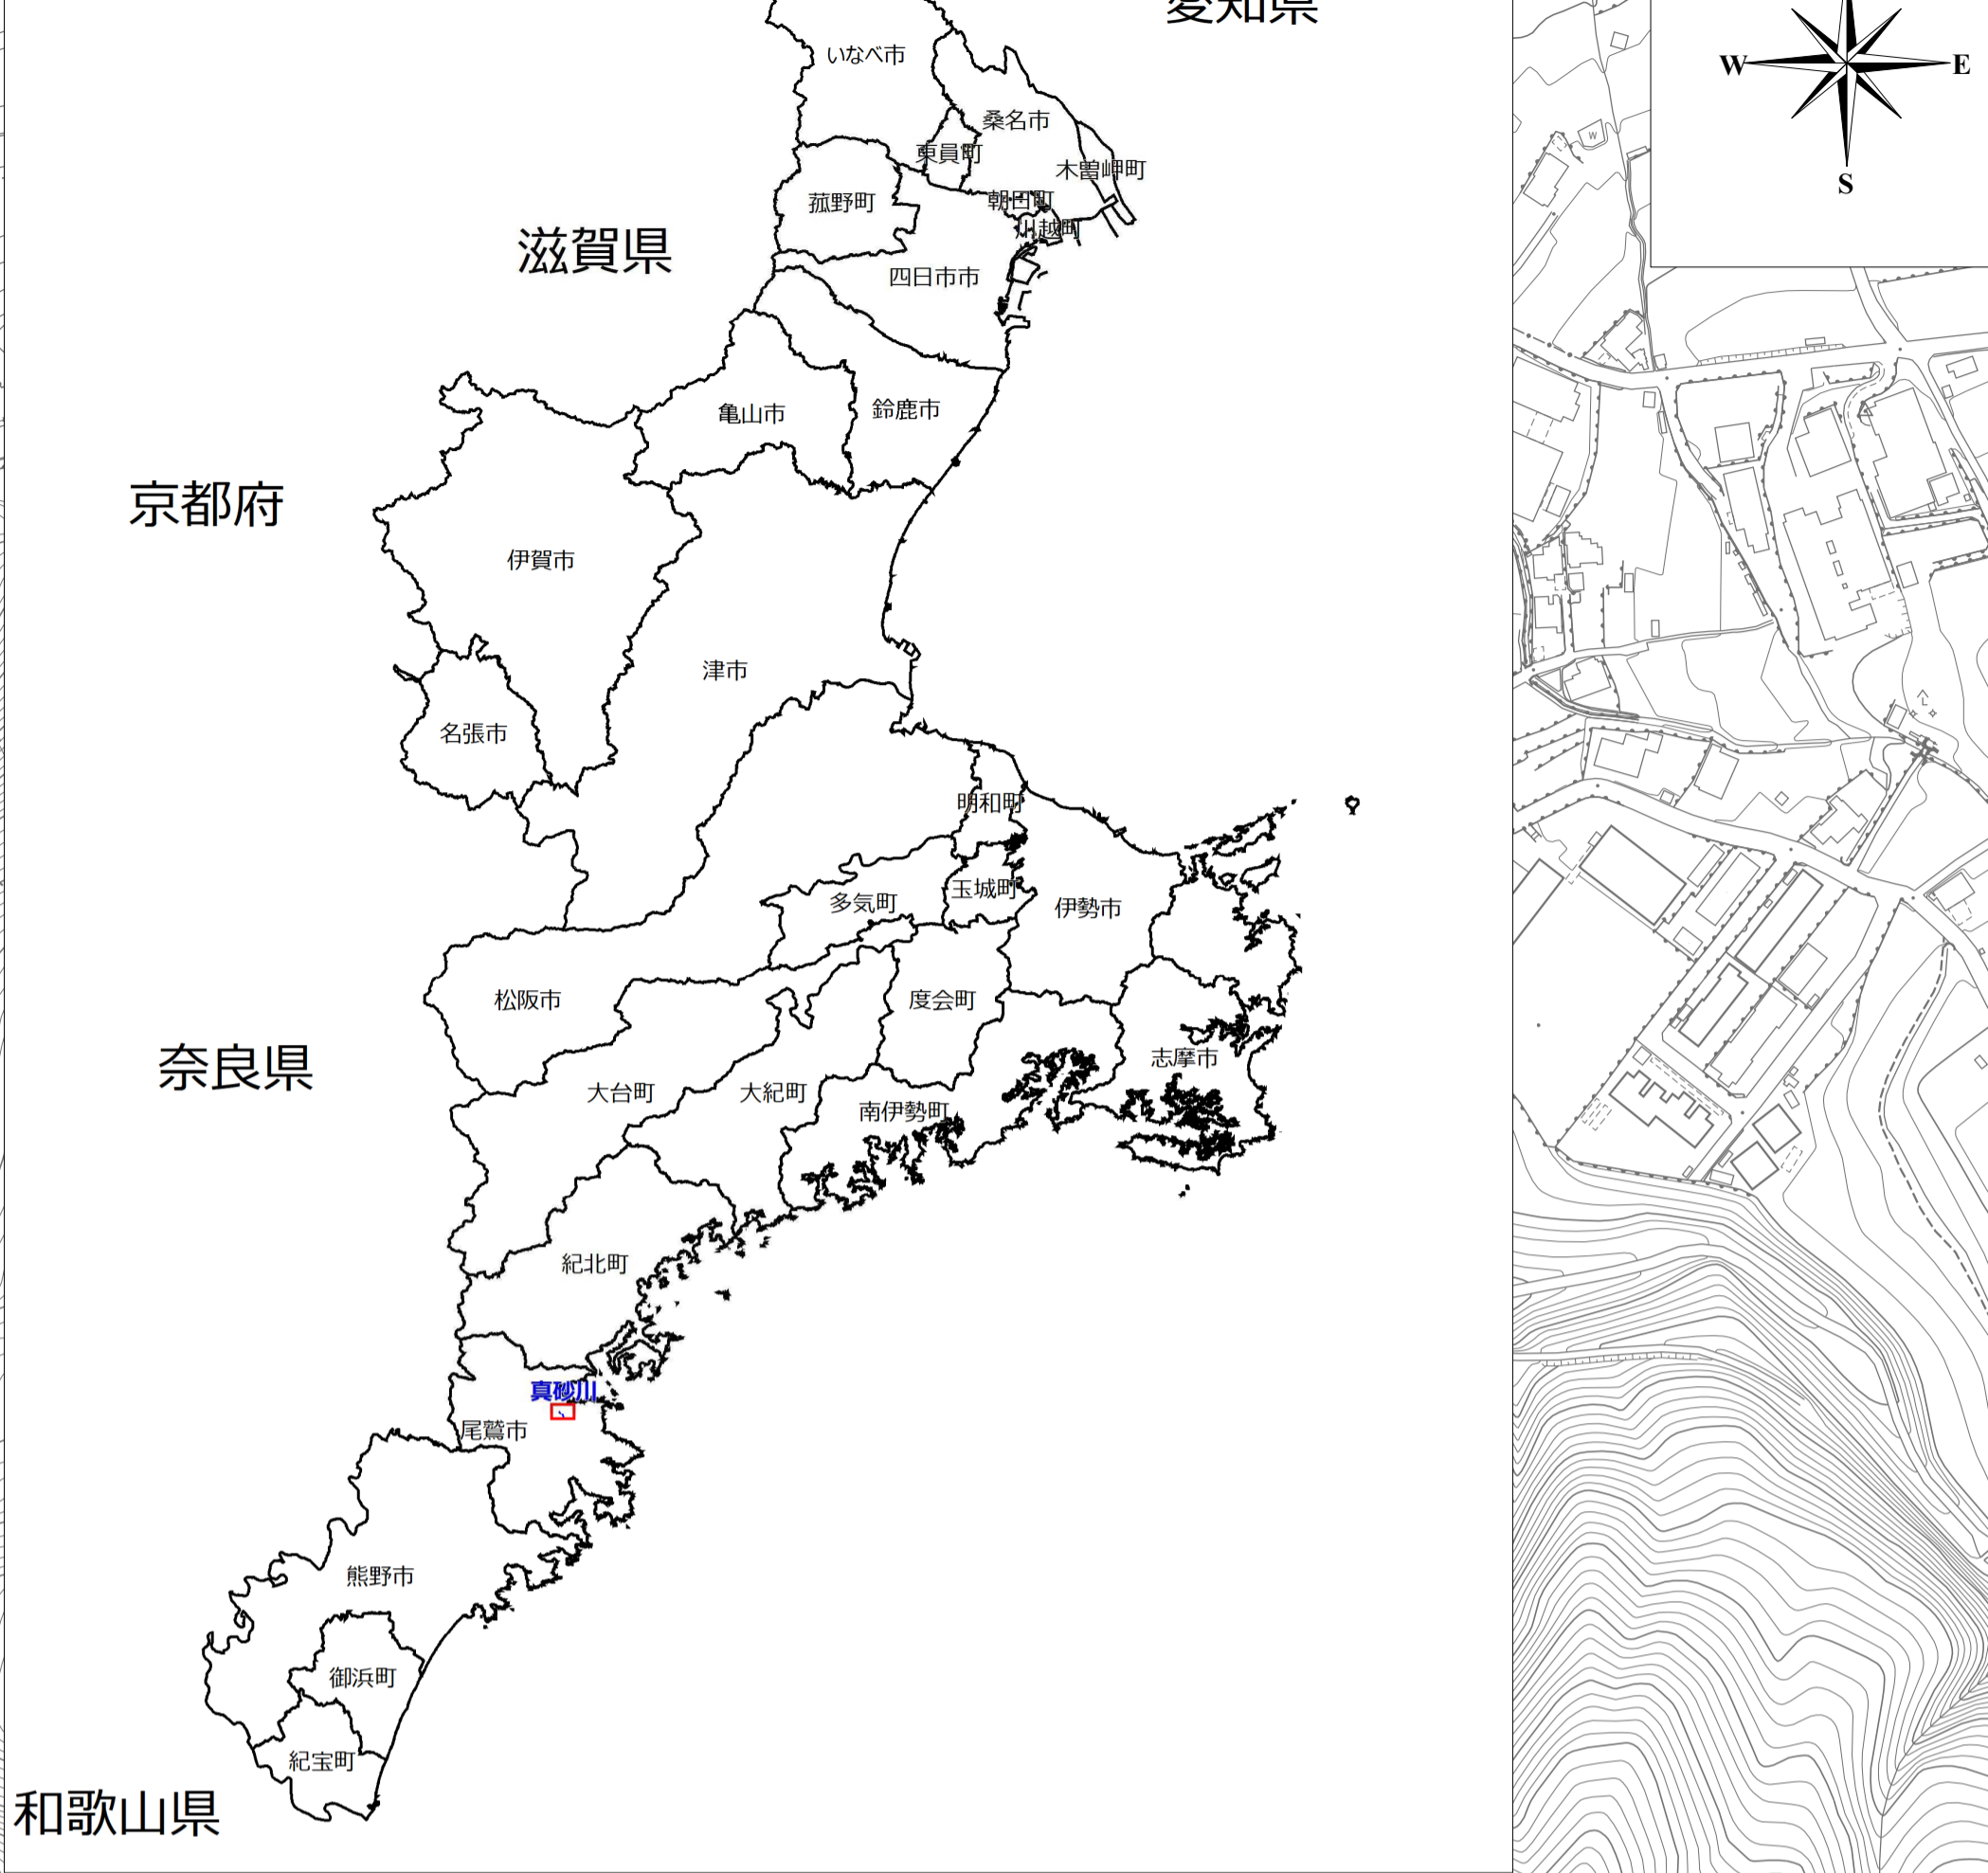 愛知県
いなべ市
桑名市
東員町
木曽岬町
朝日町
菰野町
川越町
滋賀県
四日市市
亀山市
鈴鹿市
京都府
伊賀市
津市
名張市
明和町
玉城町
多気町
伊勢市
松阪市
度会町
志摩市
奈良県
大台町
大紀町
南伊勢町
紀北町
真砂川
尾鷲市
熊野市
御浜町
紀宝町
和歌山県
W
E
S
W